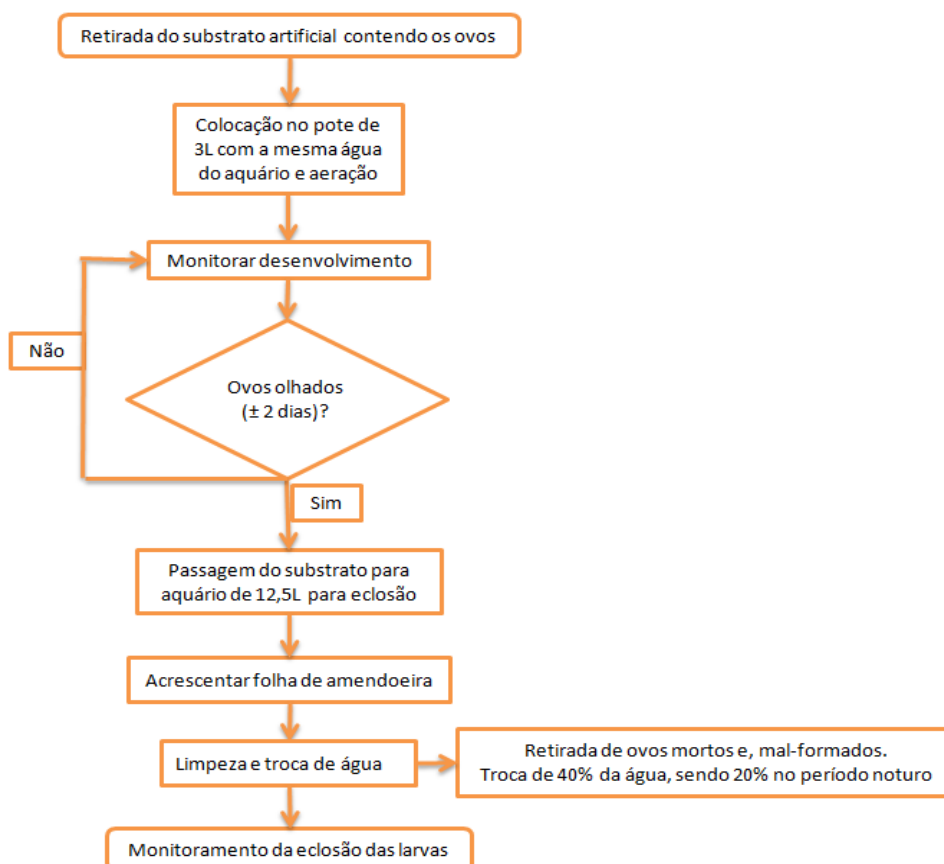 Retirada do substrato artificial contendo os ovos
Colocação no pote de
3L com a mesma água
do aquário e aeração
Monitorar desenvolvimento
Não
Ovos olhados
(± 2 dias)?
Sim
Passagem do substrato para
aquário de 12,5L para eclosão
Acrescentar folha de amendoeira
Limpeza e troca de água
Retirada de ovos mortos e, mal-formados.
Troca de 40% da água, sendo 20% no período noturo
Monitoramento da eclosão das larvas